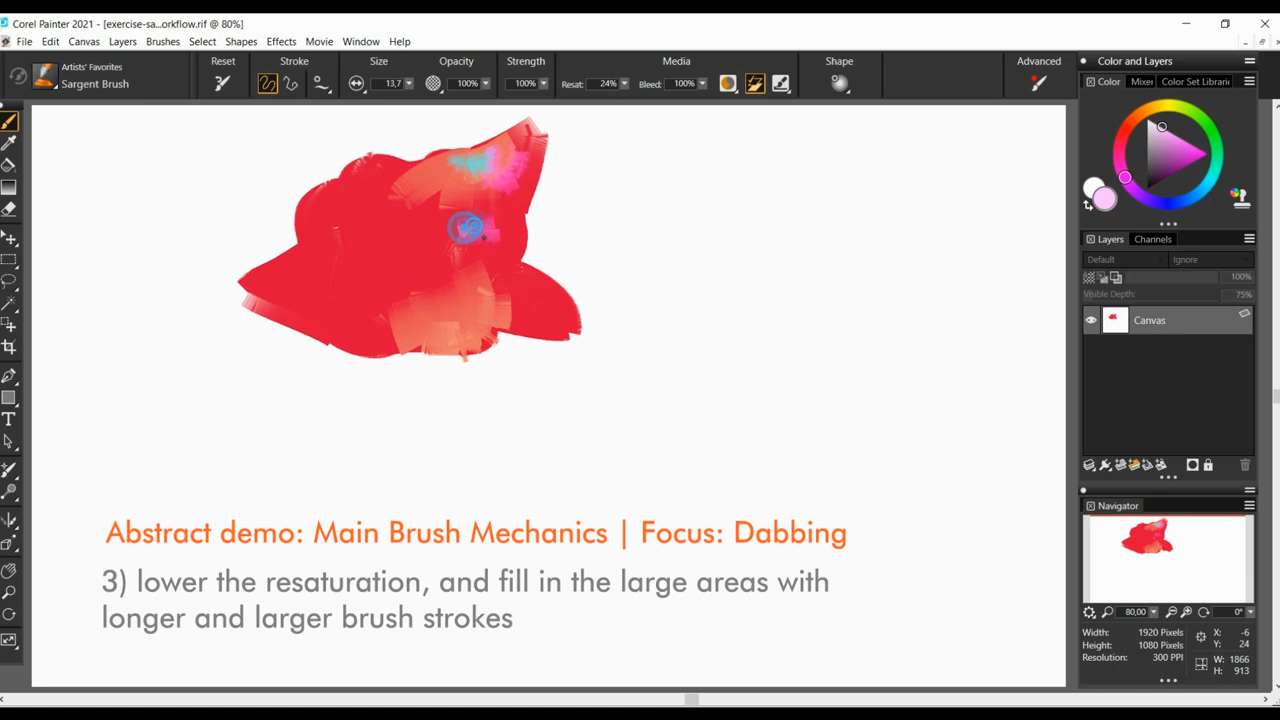 Corel Painter 2021 - [exercise-sa...orkflow.rif @ 80%]
File Edit Canvas Layers Brushes Select Shapes Effects Movie Window Help
Artists' Favorites
Sargent Brush
Reset
Stroke
Size
13,7
Opacity
100%
Strength
100%
Media
Resat: 24% Bleed: 100%
Shape
Advanced
Color and Layers
Color Mixer Color Set Libraries
Layers Channels
Default Ignore
100%
Visible Depth: 75%
Canvas
Navigator
80,00 0°
Width: 1920 Pixels
Height: 1080 Pixels
Resolution: 300 PPI
X: -6
Y: 24
W: 1866
H: 913
Abstract demo: Main Brush Mechanics | Focus: Dabbing
3) lower the resaturation, and fill in the large areas with
longer and larger brush strokes